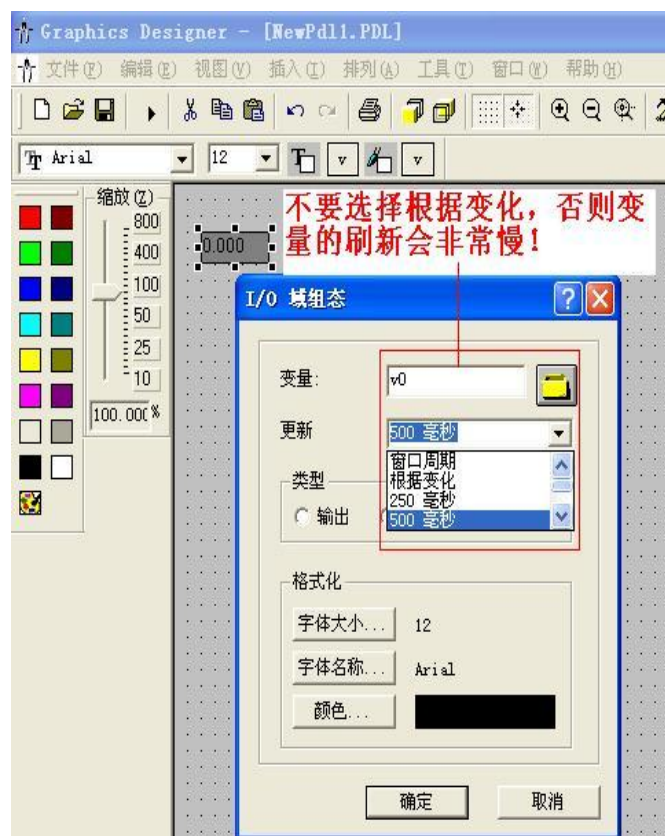 Graphics Designer - [NewPdl1.PDL]
文件(F) 编辑(E) 视图(V) 插入(I) 排列(A) 工具(T) 窗口(W) 帮助(H)
Arial 12
缩放(Z)
800
400
100
50
25
10
100.000 %
0.000
不要选择根据变化，否则变
量的刷新会非常慢！
I/O 域组态
变量: v0
更新 500 毫秒
窗口周期
根据变化
250 毫秒
500 毫秒
类型
输出
格式化
字体大小... 12
字体名称... Arial
颜色...
确定 取消